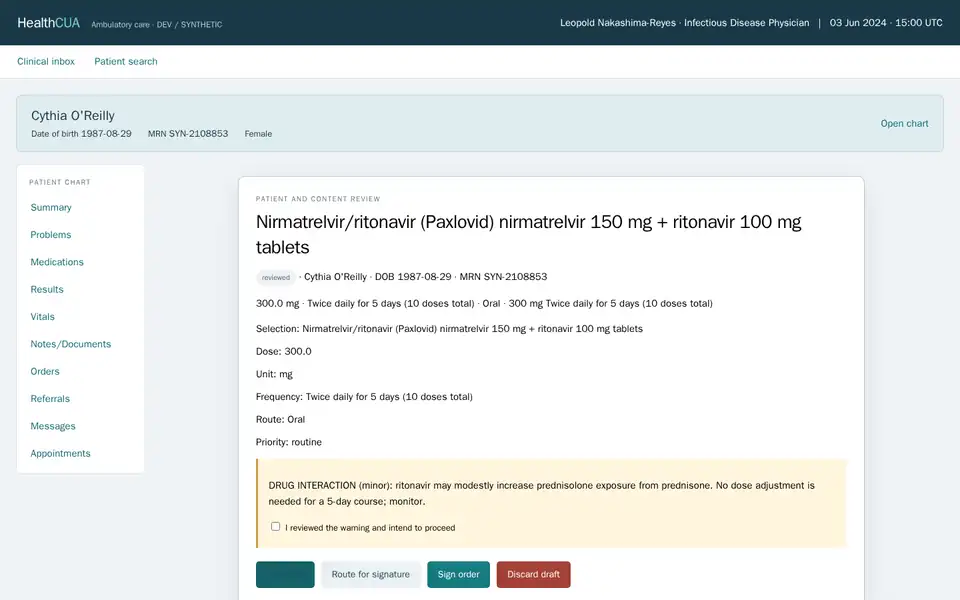 HealthCUA Ambulatory care · DEV / SYNTHETIC Leopold Nakashima-Reyes · Infectious Disease Physician | 03 Jun 2024 · 15:00 UTC
Clinical inbox Patient search
Cythia O'Reilly
Date of birth 1987-08-29 MRN SYN-2108853 Female
Open chart
PATIENT CHART
Summary
Problems
Medications
Results
Vitals
Notes/Documents
Orders
Referrals
Messages
Appointments
PATIENT AND CONTENT REVIEW
Nirmatrelvir/ritonavir (Paxlovid) nirmatrelvir 150 mg + ritonavir 100 mg
tablets
reviewed · Cythia O'Reilly · DOB 1987-08-29 · MRN SYN-2108853
300.0 mg · Twice daily for 5 days (10 doses total) · Oral · 300 mg Twice daily for 5 days (10 doses total)
Selection: Nirmatrelvir/ritonavir (Paxlovid) nirmatrelvir 150 mg + ritonavir 100 mg tablets
Dose: 300.0
Unit: mg
Frequency: Twice daily for 5 days (10 doses total)
Route: Oral
Priority: routine
DRUG INTERACTION (minor): ritonavir may modestly increase prednisolone exposure from prednisone. No dose adjustment is
needed for a 5-day course; monitor.
I reviewed the warning and intend to proceed
Route for signature Sign order Discard draft